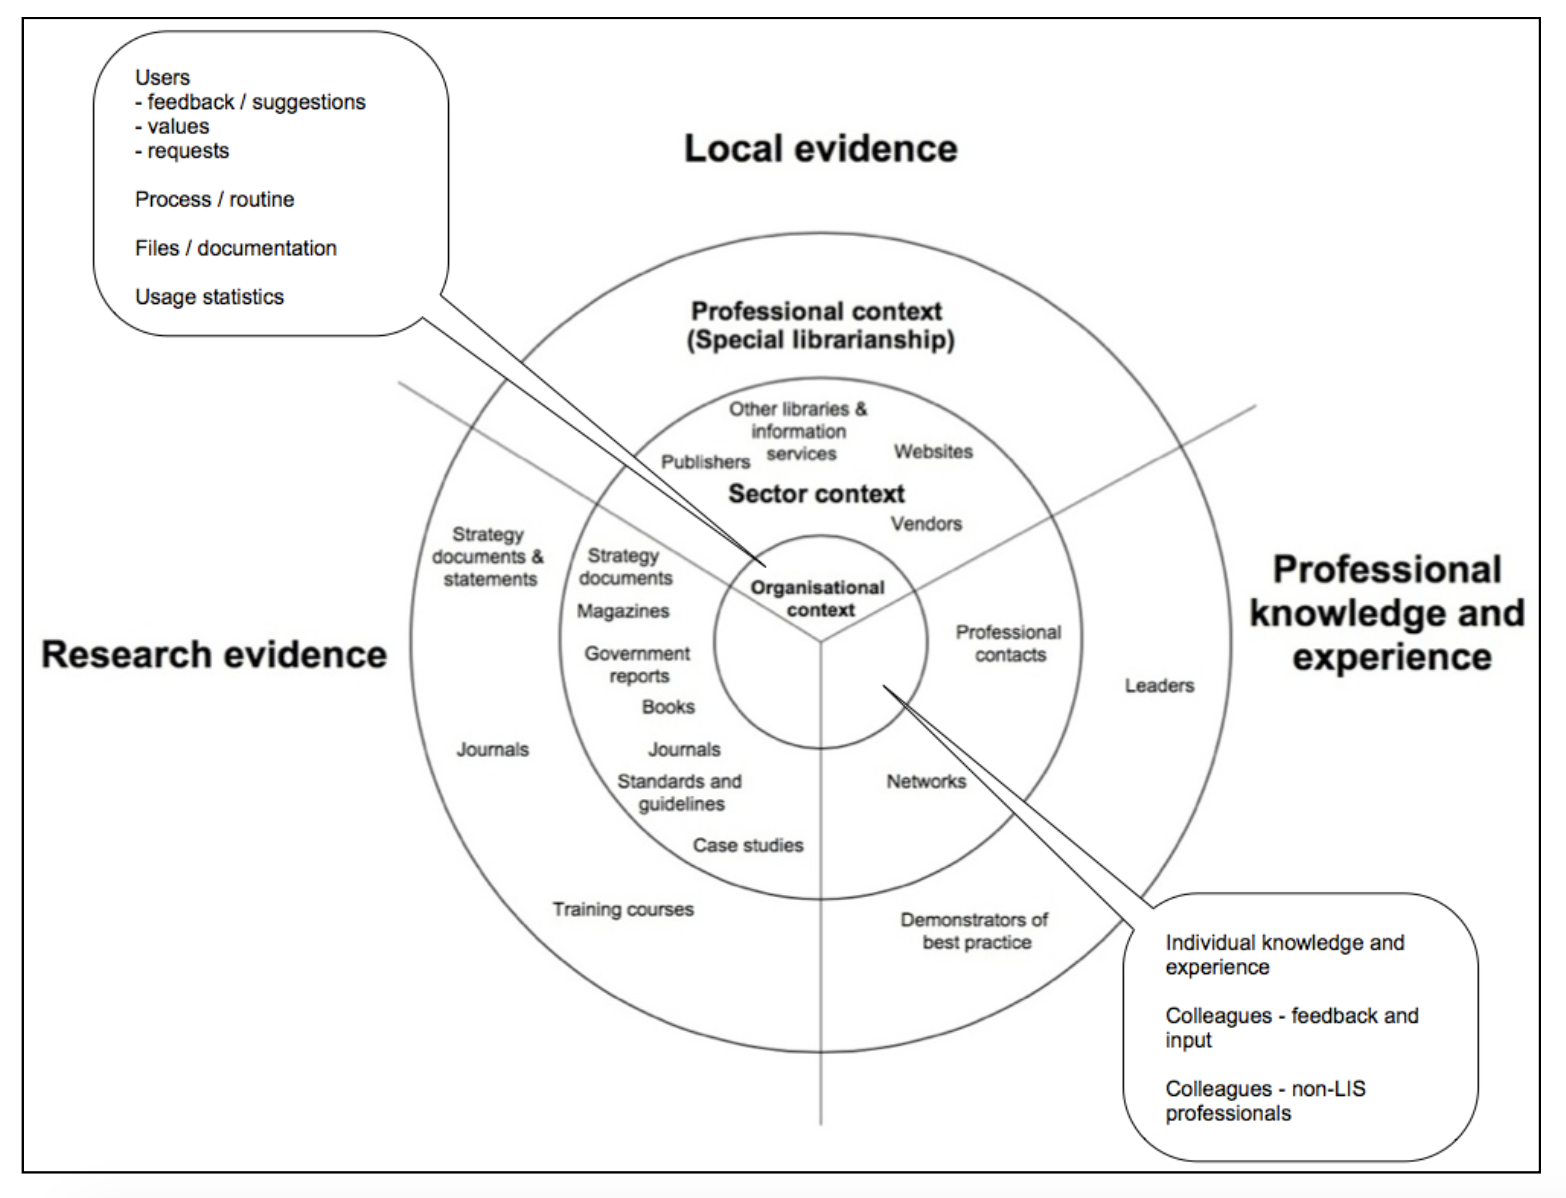 Users
- feedback / suggestions
- values
- requests
Process / routine
Files / documentation
Usage statistics
Local evidence
Professional context
(Special librarianship)
Other libraries &
information
services
Publishers
Websites
Sector context
Vendors
Organisational
context
Research evidence
Strategy
documents &
statements
Journals
Training courses
Strategy
documents
Magazines
Government
reports
Books
Journals
Standards and
guidelines
Case studies
Professional
knowledge and
experience
Professional
contacts
Networks
Leaders
Demonstrators of
best practice
Individual knowledge and
experience
Colleagues - feedback and
input
Colleagues - non-LIS
professionals